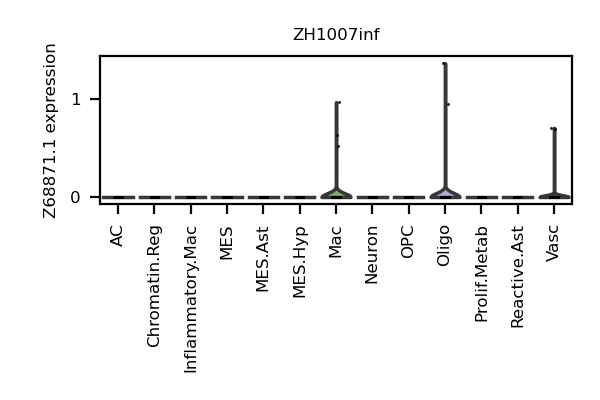 ZH1007inf
Z68871.1 expression
1
0
AC
Chromatin.Reg
Inflammatory.Mac
MES
MES.Ast
MES.Hyp
Mac
Neuron
OPC
Oligo
Prolif.Metab
Reactive.Ast
Vasc